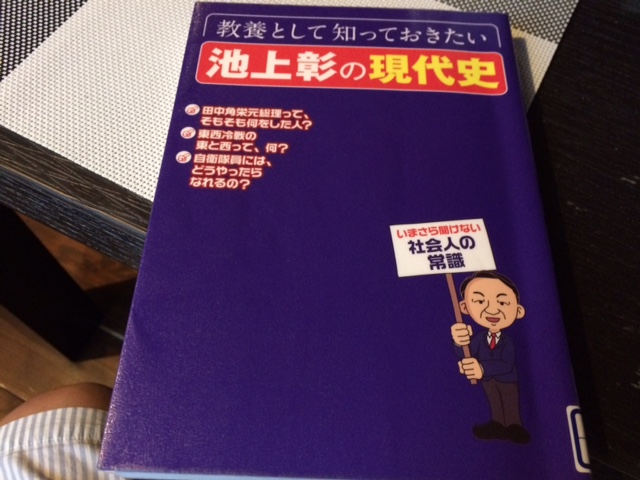 教養として知っておきたい
池上彰の現代史
田中角栄元総理って、
そもそも何をした人?
東西冷戦の
東と西って、何?
自衛隊員には、
どうやったら
なれるの?
いまさら聞けない
社会人の
常識